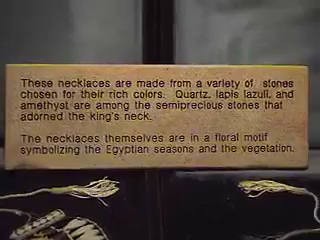 These necklaces are made from a variety of stones
chosen for their rich colors. Quartz, lapis lazuli, and
amethyst are among the semiprecious stones that
adorned the king's neck.
The necklaces themselves are in a floral motif
symbolizing the Egyptian seasons and the vegetation.